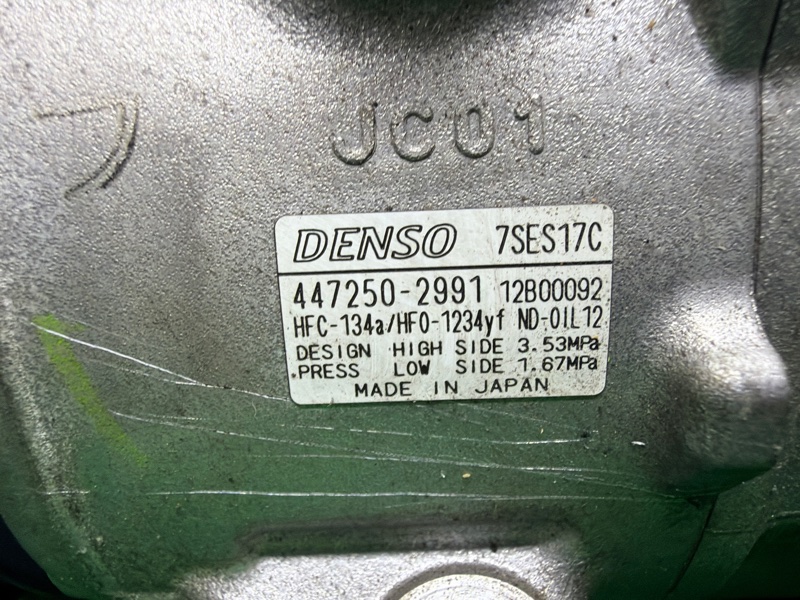 JC01
DENSO 7SES17C
447250-2991 12B00092
HFC-134a/HFO-1234yf ND-OIL12
DESIGN HIGH SIDE 3.53MPa
PRESS LOW SIDE 1.67MPa
MADE IN JAPAN